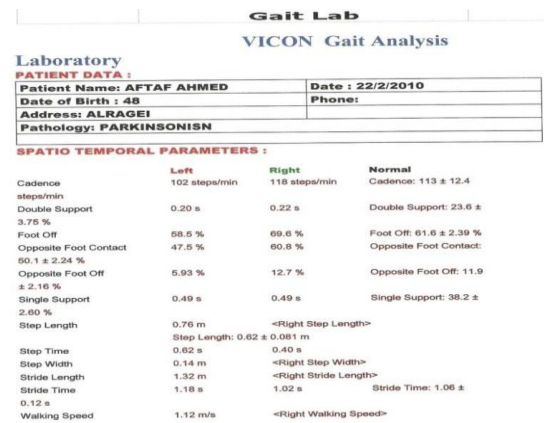 Gait Lab
VICON Gait Analysis
Laboratory
PATIENT DATA :
Patient Name: AFTAF AHMED Date : 22/2/2010
Date of Birth : 48 Phone:
Address: ALRAGEI
Pathology: PARKINSONISN
SPATIO TEMPORAL PARAMETERS :
Left Right Normal
Cadence 102 steps/min 118 steps/min Cadence: 113 ± 12.4
steps/min
Double Support 0.20 s 0.22 s Double Support: 23.6 ±
3.75 %
Foot Off 58.5 % 69.6 % Foot Off: 61.6 ± 2.39 %
Opposite Foot Contact 47.5 % 60.8 % Opposite Foot Contact:
50.1 ± 2.24 %
Opposite Foot Off 5.93 % 12.7 % Opposite Foot Off: 11.9
± 2.16 %
Single Support 0.49 s 0.49 s Single Support: 38.2 ±
2.60 %
Step Length 0.76 m <Right Step Length>
Step Length: 0.62 ± 0.081 m
Step Time 0.62 s 0.40 s
Step Width 0.14 m <Right Step Width>
Stride Length 1.32 m <Right Stride Length>
Stride Time 1.18 s 1.02 s Stride Time: 1.06 ±
0.12 s
Walking Speed 1.12 m/s <Right Walking Speed>